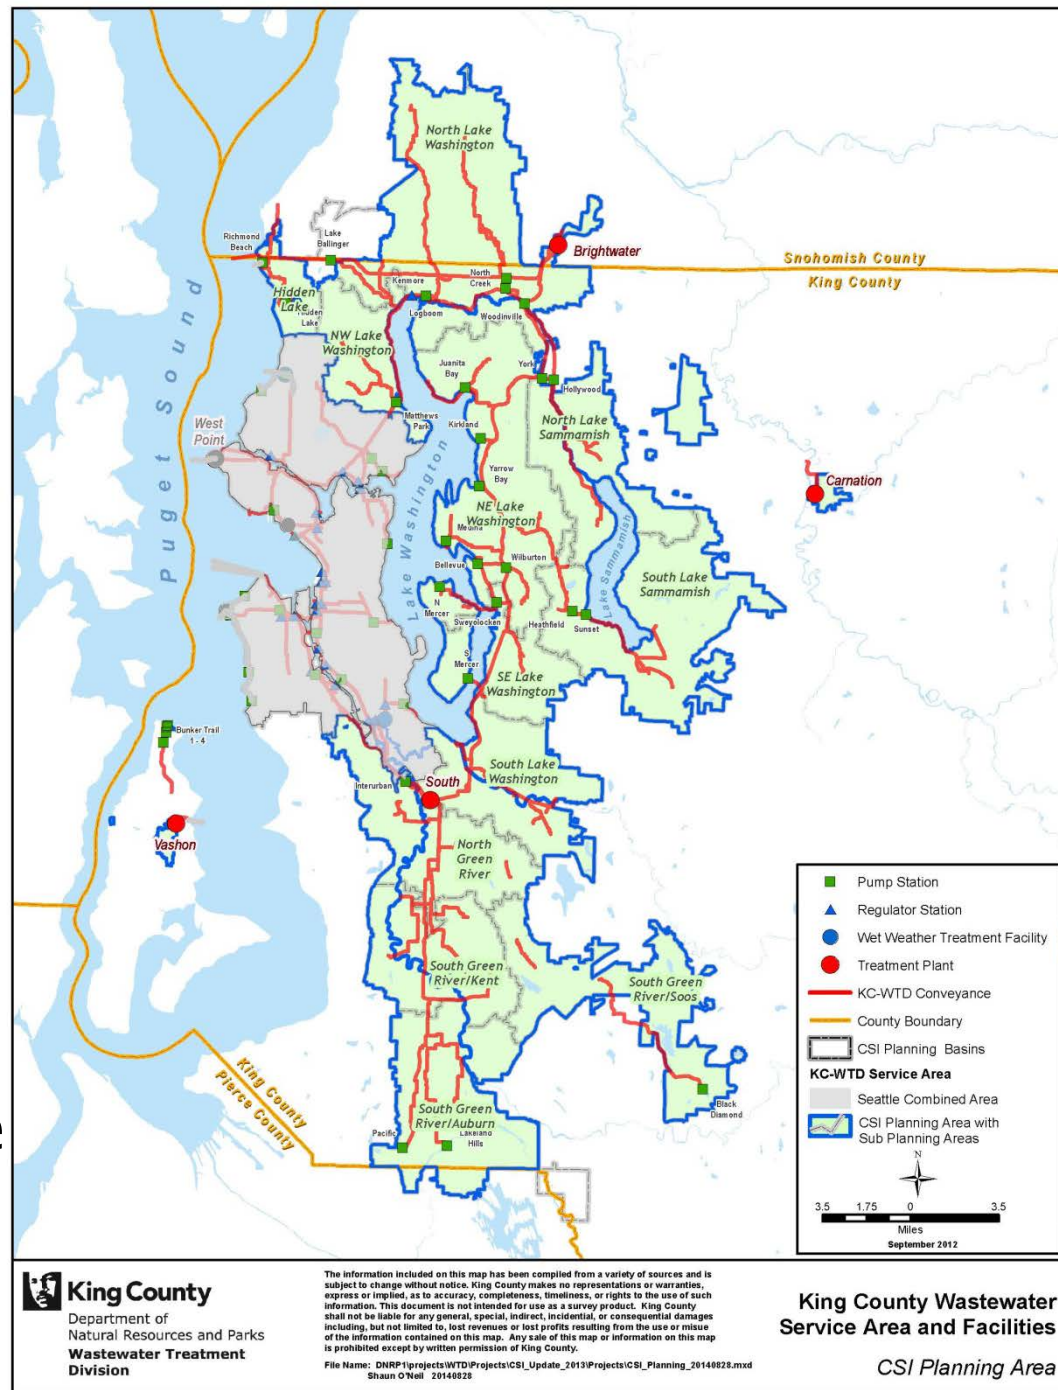 North Lake
Washington
Richmond
Beach
Lake
Ballinger
Brightwater
Snohomish County
King County
North
Creek
Kenmore
Hidden
Lake
Hidden
Lake
Logboom
Woodinville
NW Lake
Washington
Juanita
Bay
York
Hollywood
Matthews
Park
Kirkland
North Lake
Sammamish
West
Point
Puget Sound
Lake Washington
Yarrow
Bay
Carnation
NE Lake
Washington
Medina
Lake Sammamish
Bellevue
Wilburton
South Lake
Sammamish
N
Mercer
Sweyolocken
Heathfield
Sunset
S
Mercer
SE Lake
Washington
Bunker Trail
1 - 4
South Lake
Washington
Interurban
South
Vashon
North
Green
River
South Green
River/Kent
South Green
River/Soos
King County
Pierce County
Black
Diamond
South Green
River/Auburn
Pacific
Lakeland
Hills
e
Pump Station
Regulator Station
Wet Weather Treatment Facility
Treatment Plant
KC-WTD Conveyance
County Boundary
CSI Planning Basins
KC-WTD Service Area
Seattle Combined Area
CSI Planning Area with
Sub Planning Areas
N
3.5 1.75 0 3.5
Miles
September 2012
King County
Department of
Natural Resources and Parks
Wastewater Treatment
Division
The information included on this map has been compiled from a variety of sources and is
subject to change without notice. King County makes no representations or warranties,
express or implied, as to accuracy, completeness, timeliness, or rights to the use of such
information. This document is not intended for use as a survey product. King County
shall not be liable for any general, special, indirect, incidental, or consequential damages
including, but not limited to, lost revenues or lost profits resulting from the use or misuse
of the information contained on this map. Any sale of this map or information on this map
is prohibited except by written permission of King County.
File Name: DNRP1\projects\WTD\Projects\CSI_Update_2013\Projects\CSI_Planning_20140828.mxd
Shaun O'Neil 20140828
King County Wastewater
Service Area and Facilities
CSI Planning Area